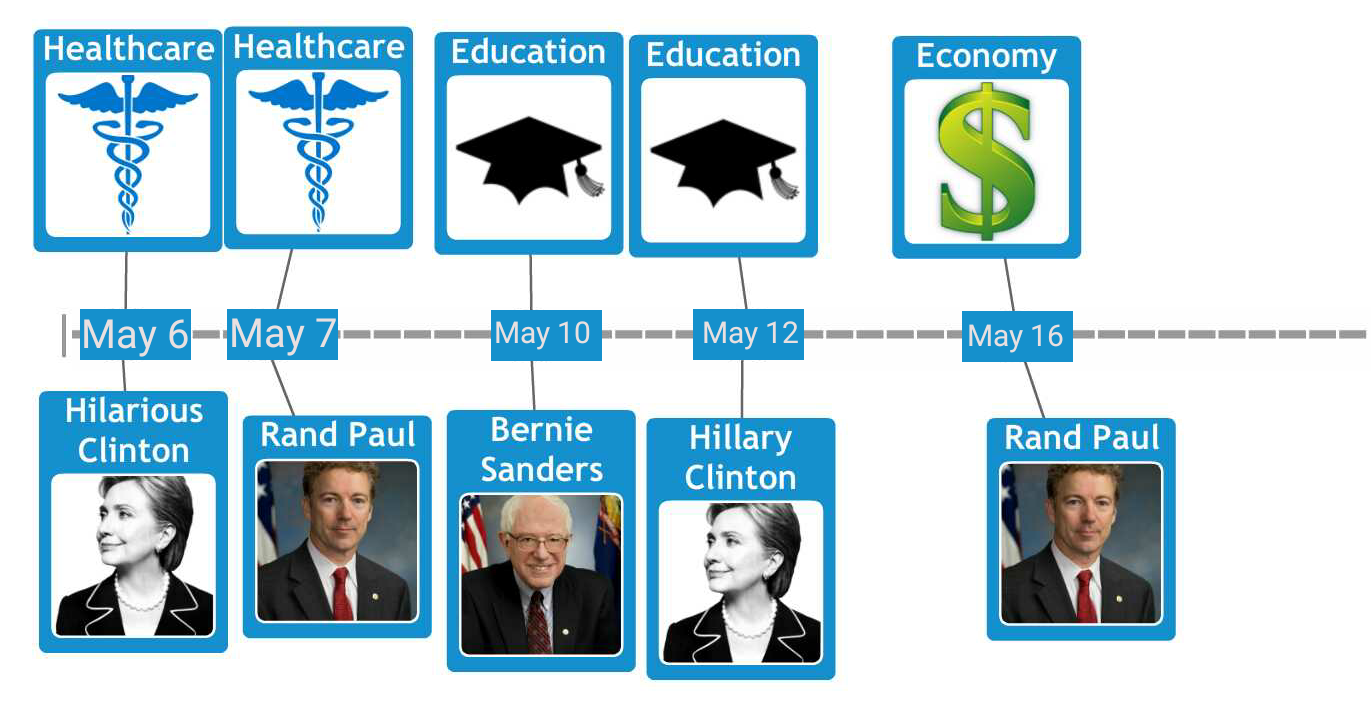 Healthcare
Healthcare
Education
Education
Economy
May 6
May 7
May 10
May 12
May 16
Hilarious
Clinton
Rand Paul
Bernie
Sanders
Hillary
Clinton
Rand Paul